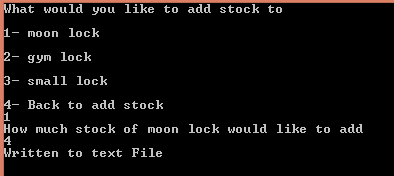 What would you like to add stock to
1- moon lock
2- gym lock
3- small lock
4- Back to add stock
1
How much stock of moon lock would like to add
4
Written to text File